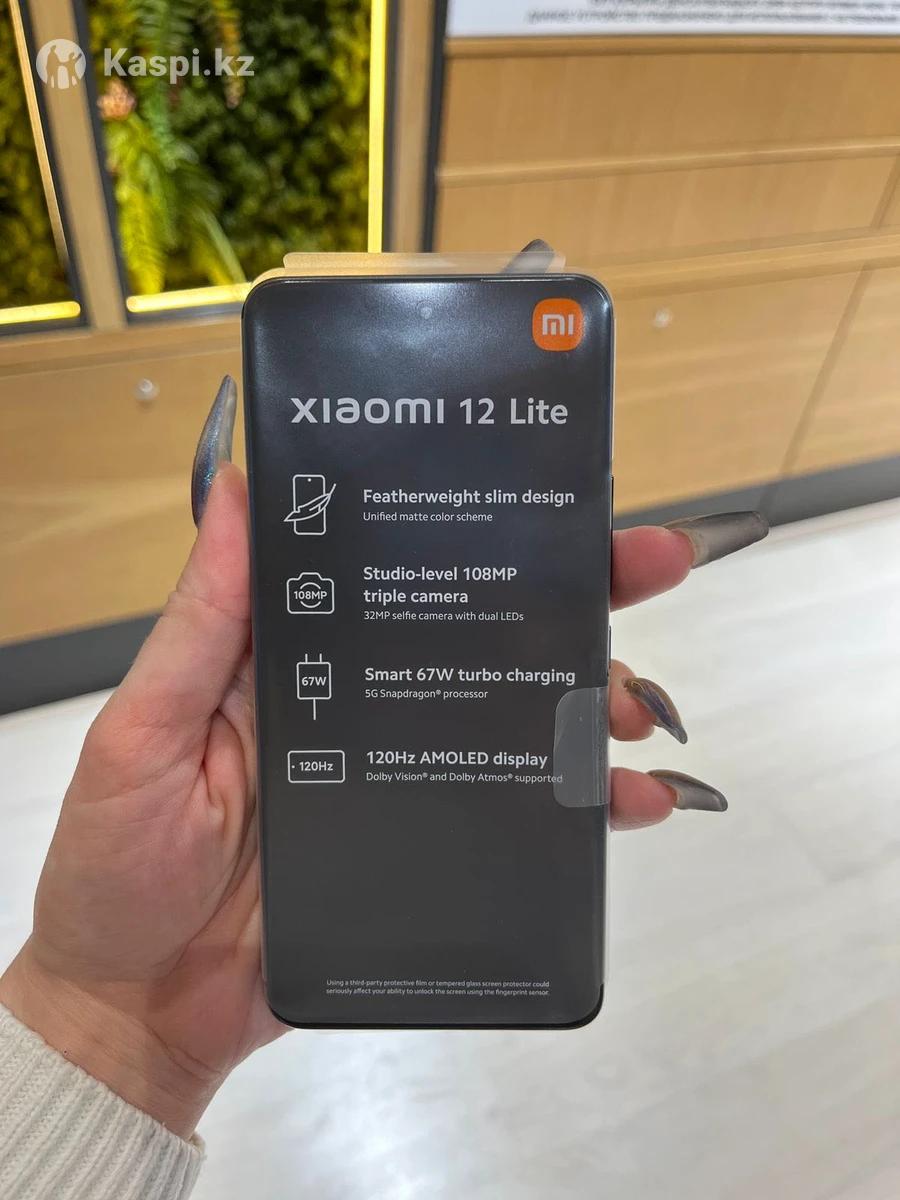 Kaspi.kz
mi
xiaomi 12 Lite
Featherweight slim design
Unified matte color scheme
108MP
Studio-level 108MP
triple camera
32MP selfie camera with dual LEDs
67W
Smart 67W turbo charging
5G Snapdragon® processor
120Hz
120Hz AMOLED display
Dolby Vision® and Dolby Atmos® supported
Using a third-party protective film or tempered glass screen protector could
seriously affect your ability to unlock the screen using the fingerprint sensor.